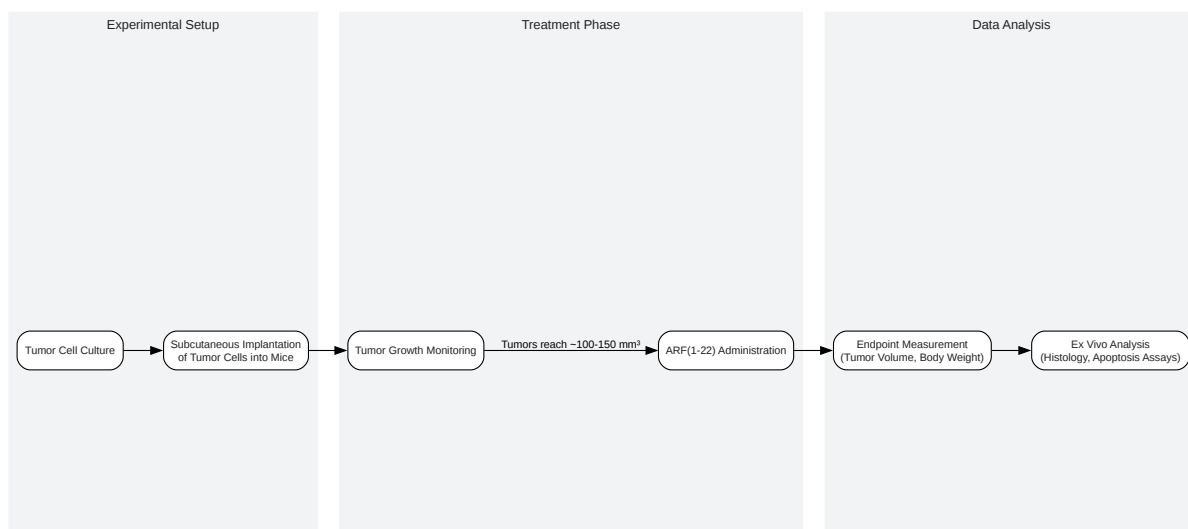 Experimental Setup
Treatment Phase
Data Analysis
Tumor Cell Culture
Subcutaneous Implantation
of Tumor Cells into Mice
Tumor Growth Monitoring
Tumors reach ~100-150 mm³
ARF(1-22) Administration
Endpoint Measurement
(Tumor Volume, Body Weight)
Ex Vivo Analysis
(Histology, Apoptosis Assays)